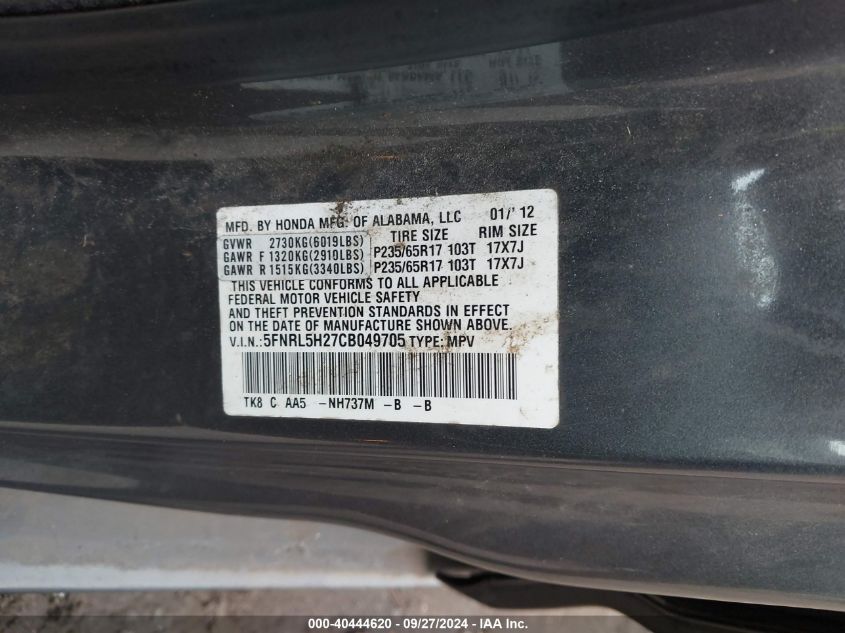 MFD. BY HONDA MFG. OF ALABAMA, LLC 01/'12
GVWR 2730KG(6019LBS) TIRE SIZE RIM SIZE
GAWR F 1320KG(2910LBS) P235/65R17 103T 17X7J
GAWR R 1515KG(3340LBS) P235/65R17 103T 17X7J
THIS VEHICLE CONFORMS TO ALL APPLICABLE
FEDERAL MOTOR VEHICLE SAFETY
AND THEFT PREVENTION STANDARDS IN EFFECT
ON THE DATE OF MANUFACTURE SHOWN ABOVE.
V.I.N.:5FNRL5H27CB049705 TYPE: MPV
TK8 C AA5 -NH737M -B -B
000-40444620 - 09/27/2024 - IAA Inc.